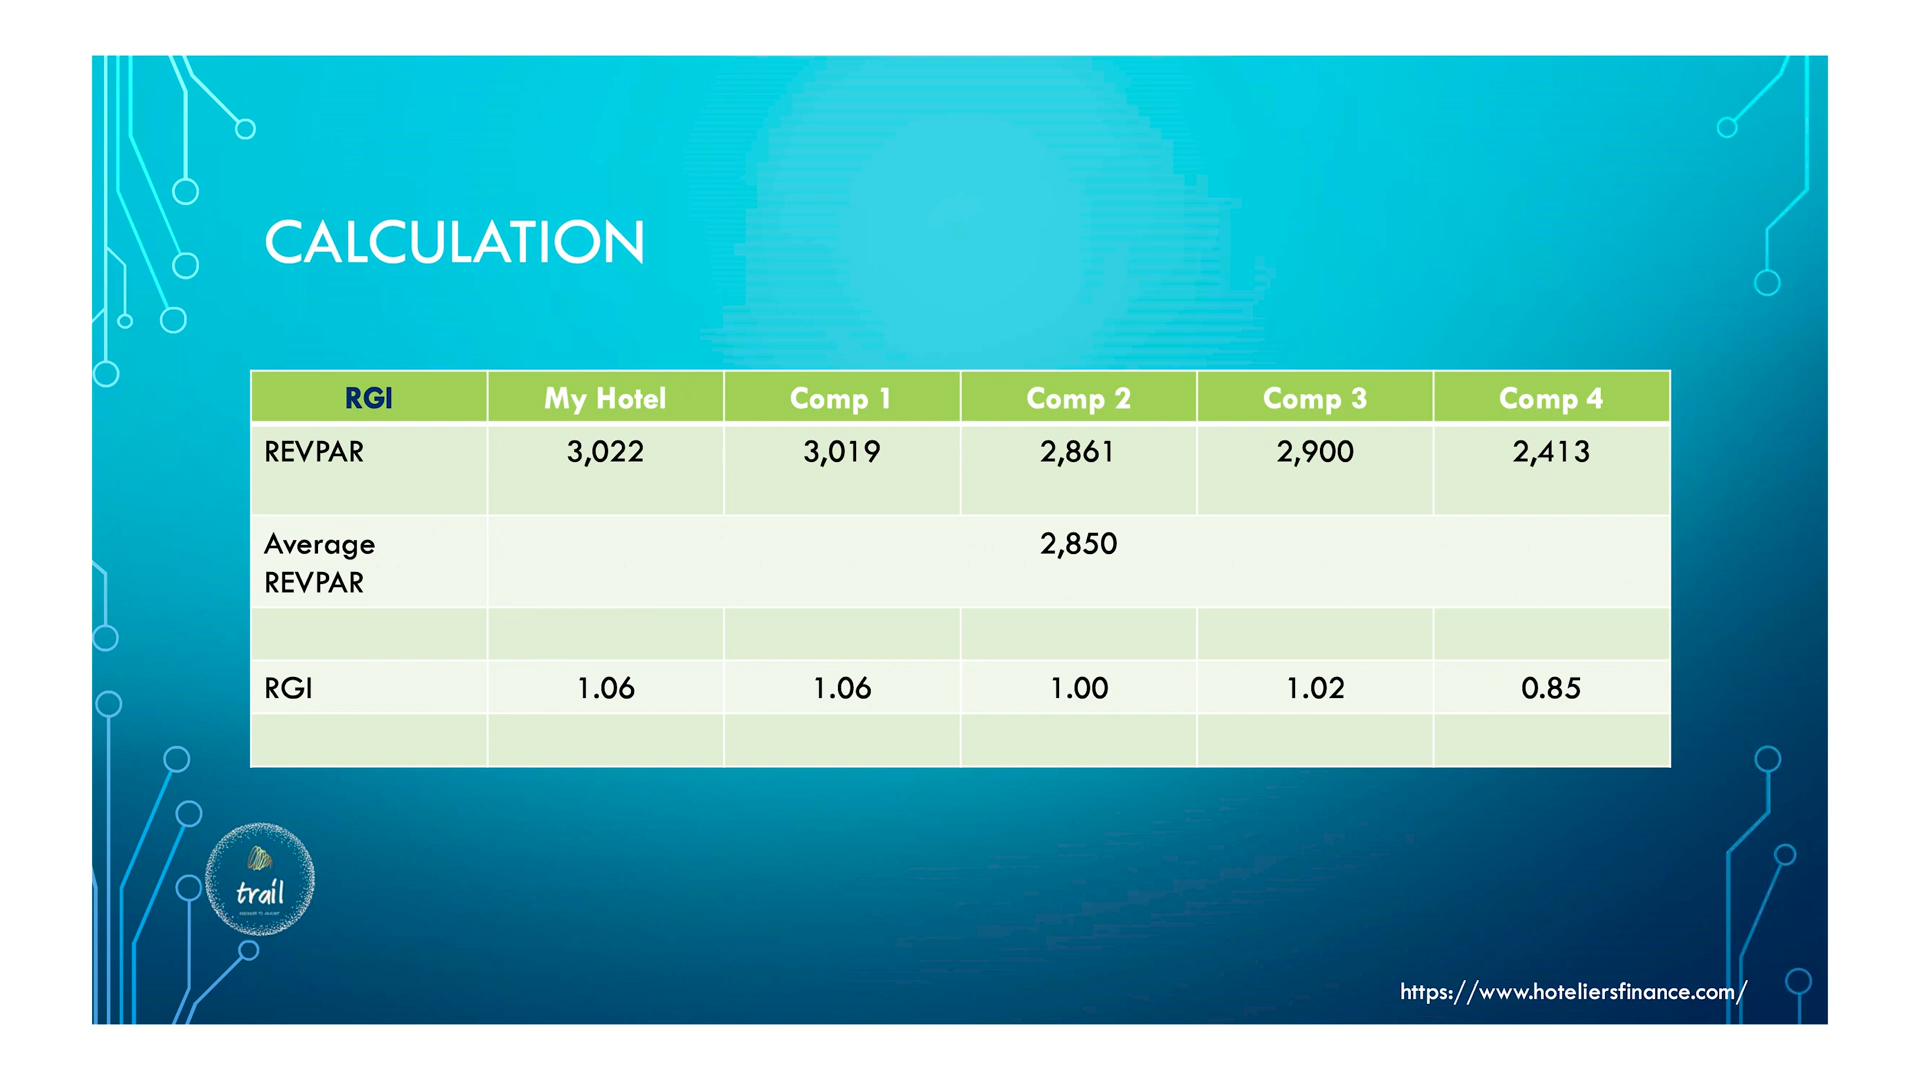 CALCULATION
RGI My Hotel Comp 1 Comp 2 Comp 3 Comp 4
REVPAR 3,022 3,019 2,861 2,900 2,413
Average 2,850
REVPAR
RGI 1.06 1.06 1.00 1.02 0.85
trail
https://www.hoteliersfinance.com/